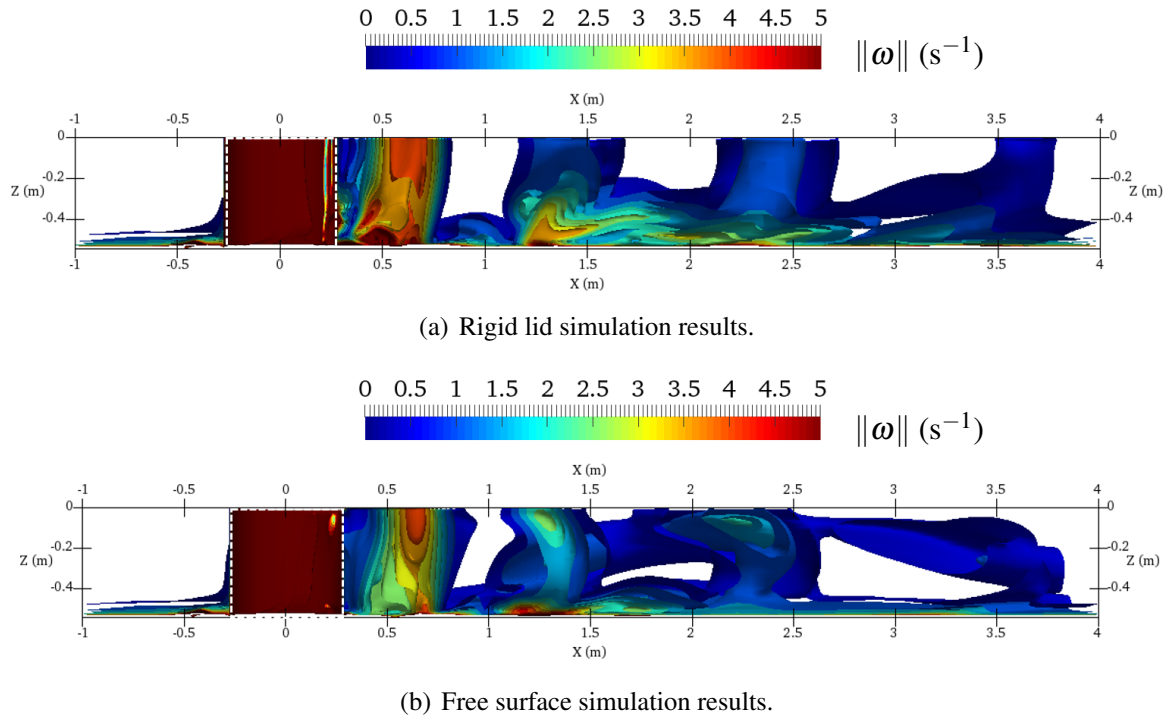 0 0.5 1 1.5 2 2.5 3 3.5 4 4.5 5
‖ω‖ (s⁻¹)
X (m)
-1 -0.5 0 0.5 1 1.5 2 2.5 3 3.5 4
0 0
-0.2 -0.2
Z (m) Z (m)
-0.4 -0.4
-1 -0.5 0 0.5 1 1.5 2 2.5 3 3.5 4
X (m)
(a) Rigid lid simulation results.
0 0.5 1 1.5 2 2.5 3 3.5 4 4.5 5
‖ω‖ (s⁻¹)
X (m)
-1 -0.5 0 0.5 1 1.5 2 2.5 3 3.5 4
0 0
-0.2 -0.2
Z (m) Z (m)
-0.4 -0.4
-1 -0.5 0 0.5 1 1.5 2 2.5 3 3.5 4
X (m)
(b) Free surface simulation results.